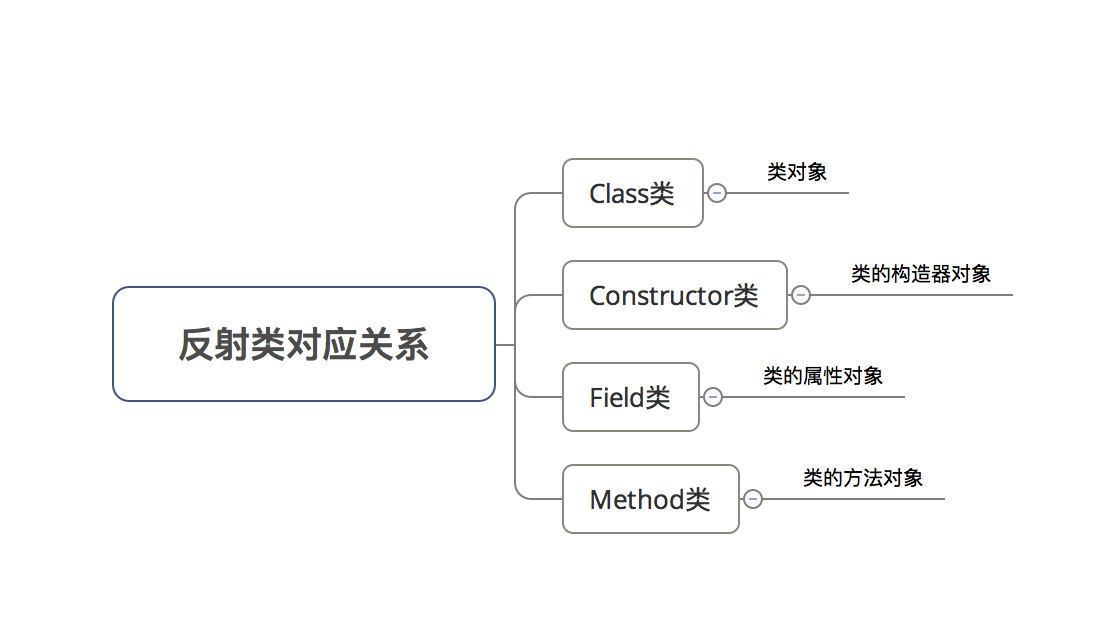 反射类对应关系
Class类
类对象
Constructor类
类的构造器对象
Field类
类的属性对象
Method类
类的方法对象